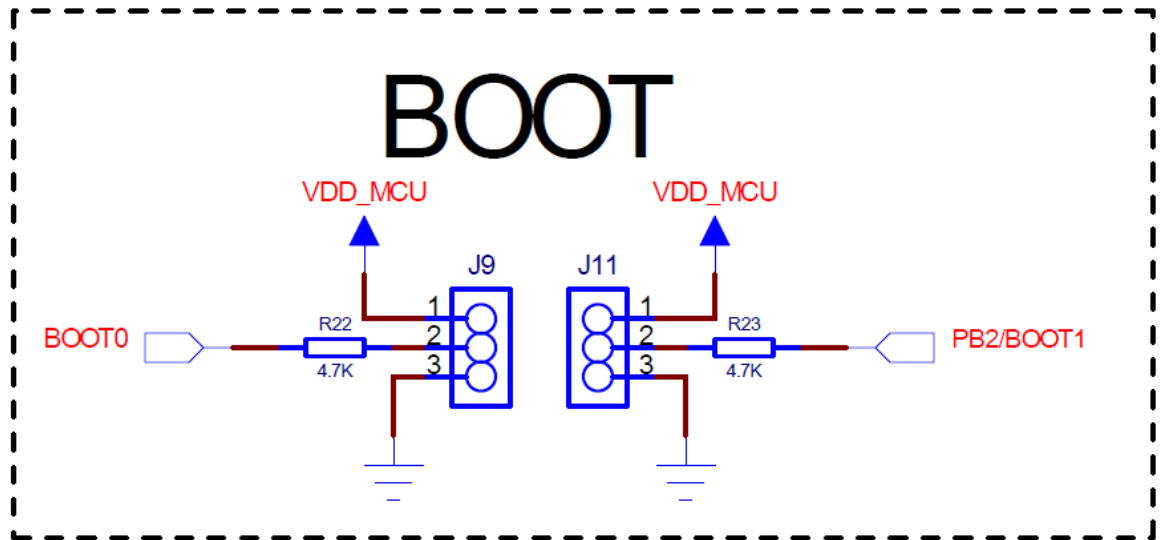 BOOT
VDD_MCU VDD_MCU
J9 J11
1 1
BOOT0 R22 2 2 R23 PB2/BOOT1
4.7K 3 3 4.7K